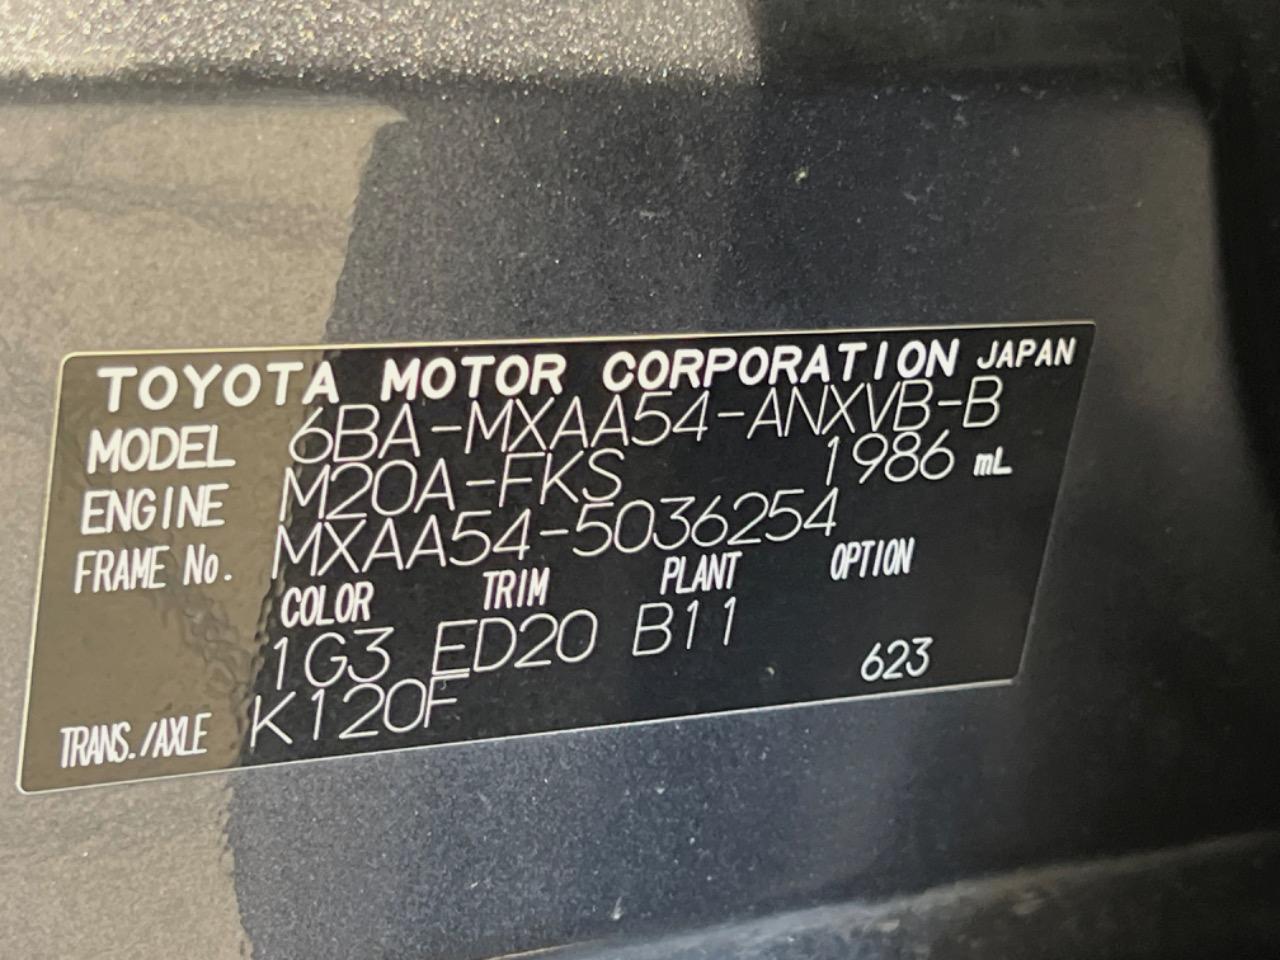 TOYOTA MOTOR CORPORATION JAPAN
MODEL 6BA-MXAA54-ANXVB-B
ENGINE M20A-FKS 1986 mL
FRAME No. MXAA54-5036254
COLOR TRIM PLANT OPTION
1G3 ED20 B11
TRANS./AXLE K120F 623